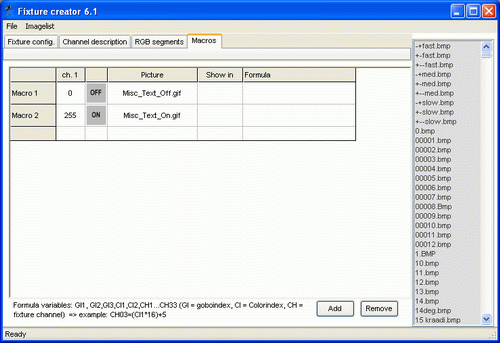 Fixture creator 6.1
File Imagelist
Fixture config. Channel description RGB segments Macros
ch. 1 Picture Show in Formula
Macro 1 0 OFF Misc_Text_Off.gif
Macro 2 255 ON Misc_Text_On.gif
-+fast.bmp
+-fast.bmp
+--fast.bmp
-+med.bmp
+-med.bmp
+--med.bmp
-+slow.bmp
+-slow.bmp
+--slow.bmp
0.bmp
00001.bmp
00002.bmp
00003.bmp
00004.bmp
00005.bmp
00006.bmp
00007.bmp
00008.Bmp
00009.bmp
00010.bmp
00011.bmp
00012.bmp
1.BMP
10.bmp
11.bmp
12.bmp
13.bmp
14.bmp
14deg.bmp
15 kraadi.bmp
Formula variables: GI1, GI2,GI3,CI1,CI2,CH1...CH33 (GI = goboindex, CI = Colorindex, CH =
fixture channel) => example: CH03=(CI1*16)+5
Add Remove
Ready